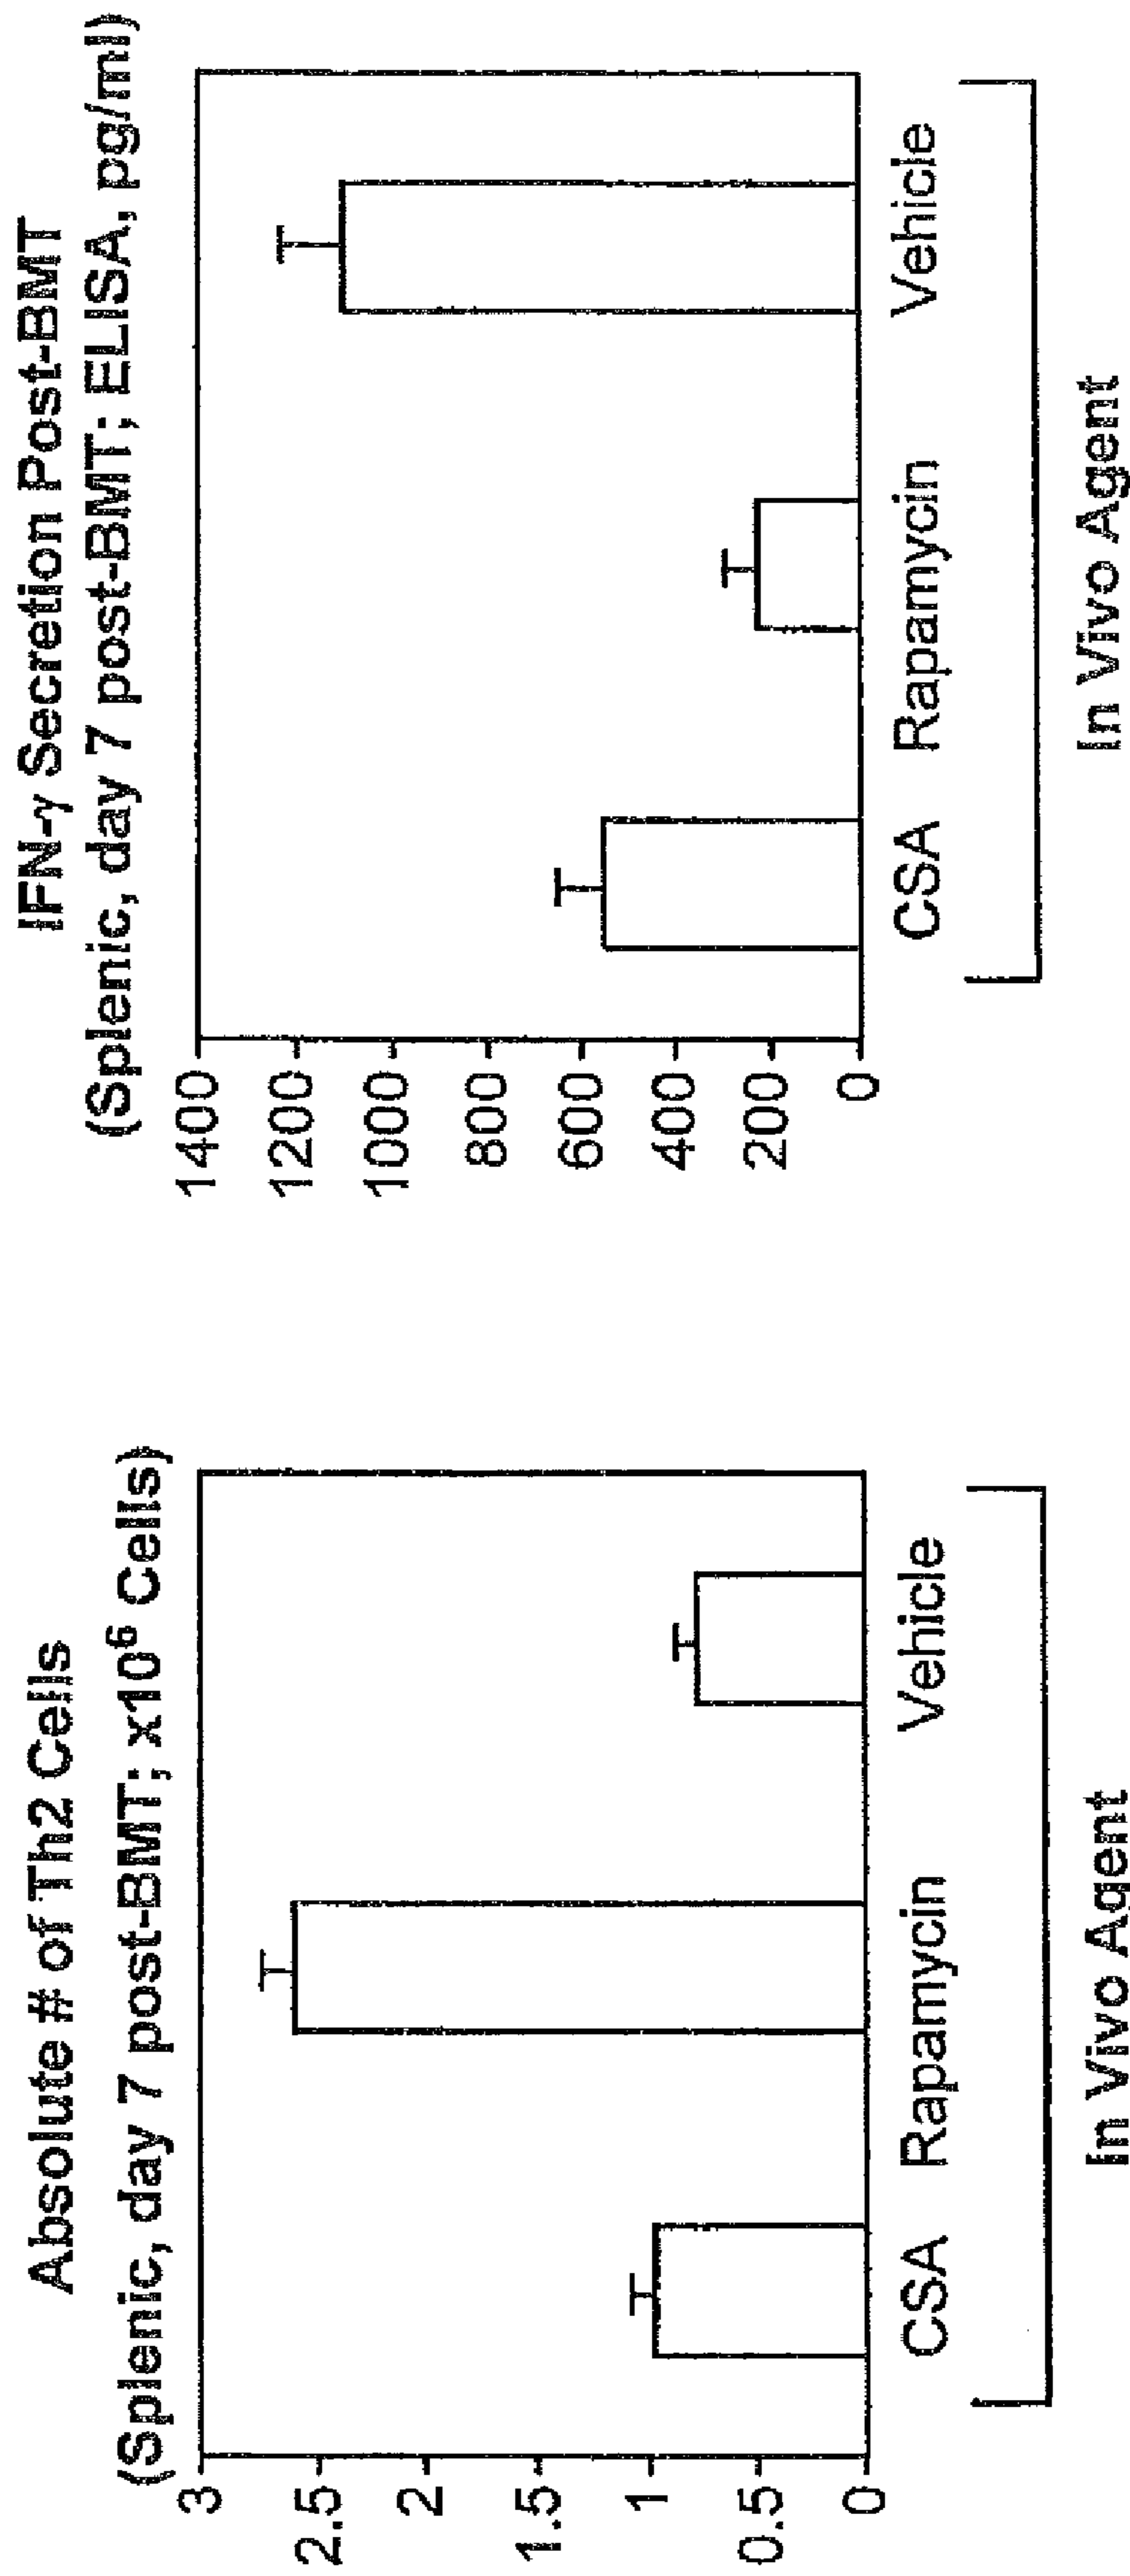 Absolute # of Th2 Cells
(Splenic, day 7 post-BMT; x10⁶ Cells)
3
2.5
2
1.5
1
0.5
0
CSA Rapamycin Vehicle
In Vivo Agent
IFN-γ Secretion Post-BMT
(Splenic, day 7 post-BMT; ELISA, pg/ml)
1400
1200
1000
800
600
400
200
0
CSA Rapamycin Vehicle
In Vivo Agent